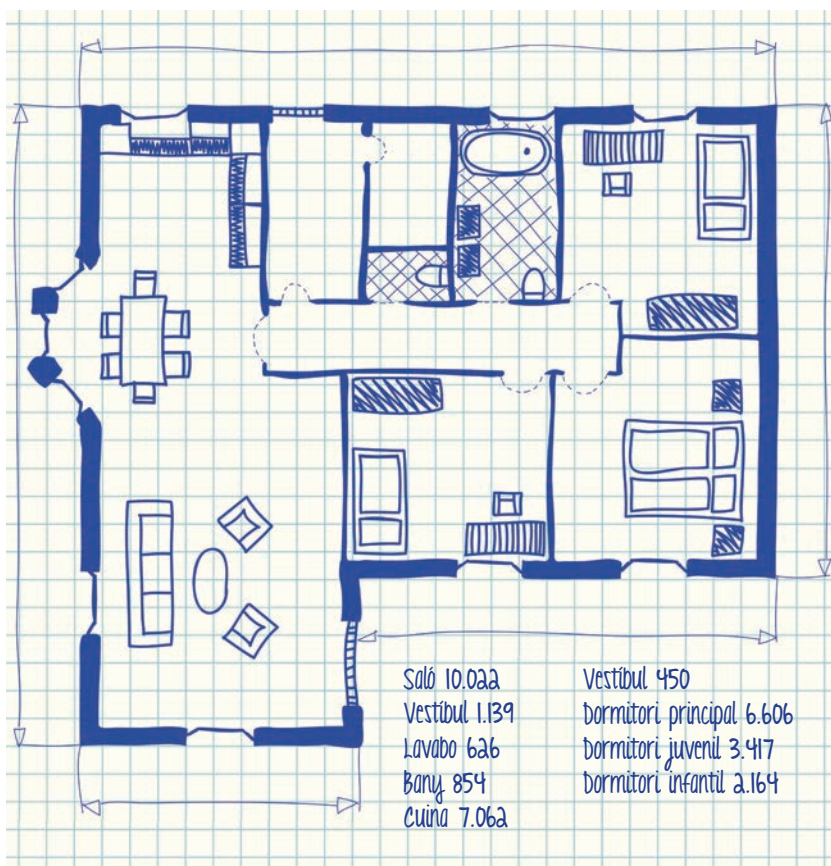 Saló 10.022
Vestíbul 1.139
Lavabo 626
Bany 854
Cuina 7.062
Vestíbul 450
Dormitori principal 6.606
Dormitori juvenil 3.417
Dormitori infantil 2.164